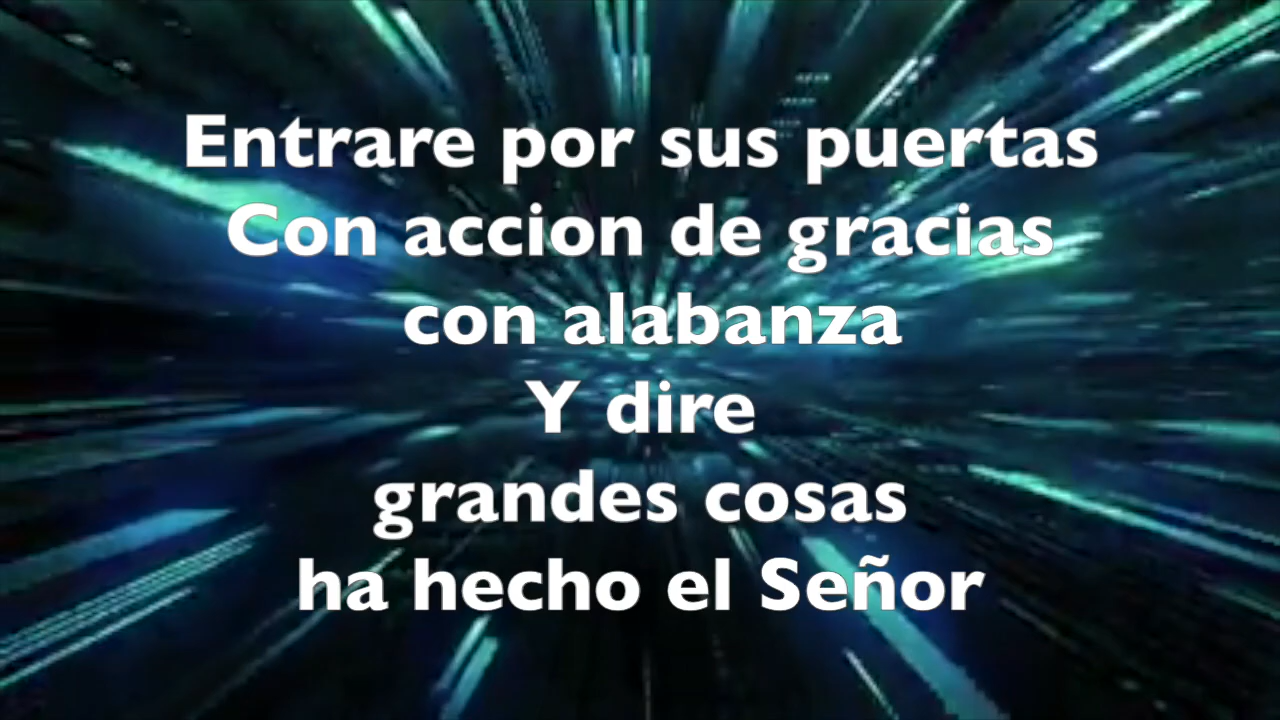 Entrare por sus puertas
Con accion de gracias
con alabanza
Y dire
grandes cosas
ha hecho el Señor